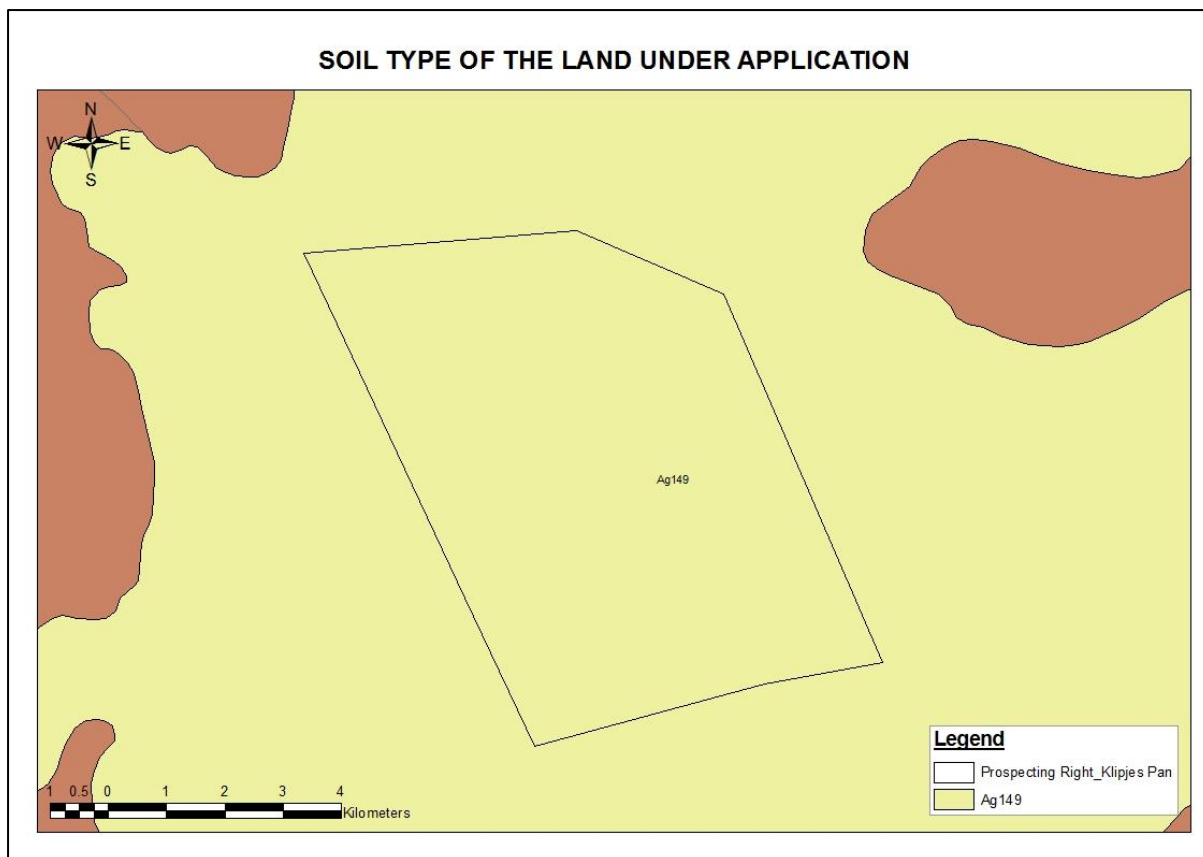 SOIL TYPE OF THE LAND UNDER APPLICATION
N
W E
S
Ag149
Legend
Prospecting Right_Klipjes Pan
Ag149
1 0.5 0 1 2 3 4
Kilometers